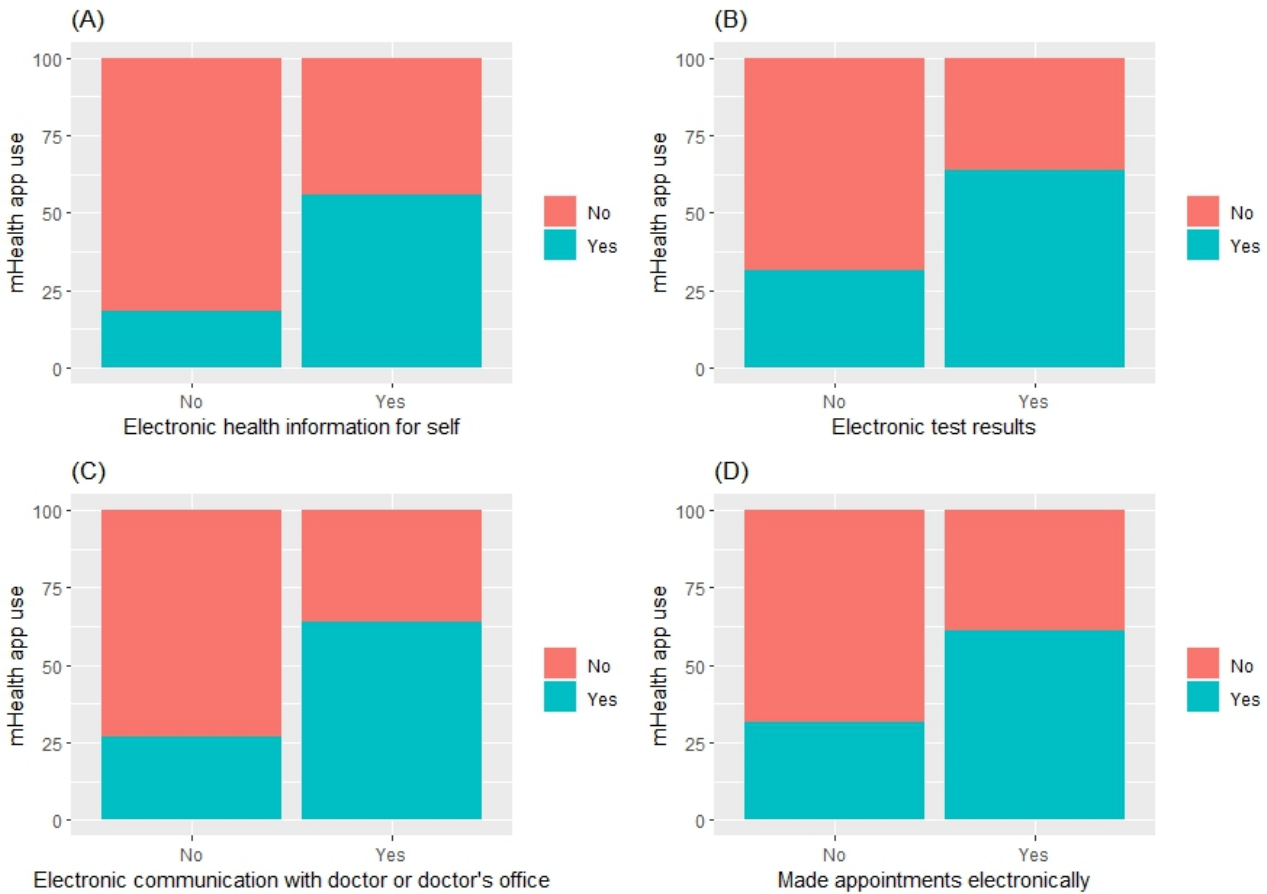 (A)
mHealth app use
100
75
50
25
0
No
Yes
Electronic health information for self
No
Yes
(B)
mHealth app use
100
75
50
25
0
No
Yes
Electronic test results
No
Yes
(C)
mHealth app use
100
75
50
25
0
No
Yes
Electronic communication with doctor or doctor's office
No
Yes
(D)
mHealth app use
100
75
50
25
0
No
Yes
Made appointments electronically
No
Yes